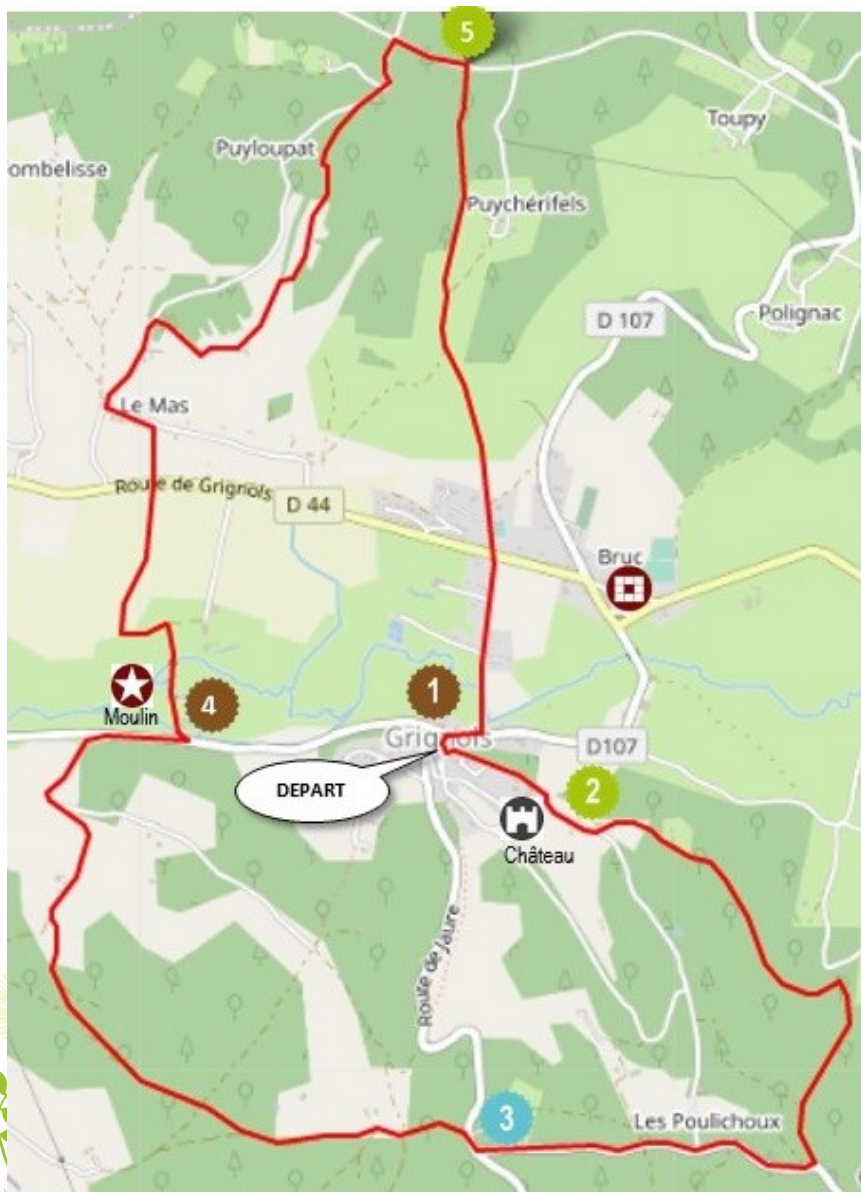 5
Toupy
Puyloupat
ombelisse
Puychérifels
Polignac
D 107
Le Mas
Route de Grignols
D 44
Bruc
1
4
Moulin
Grignols
D107
DEPART
2
Château
Route de Jaure
3
Les Poulichoux